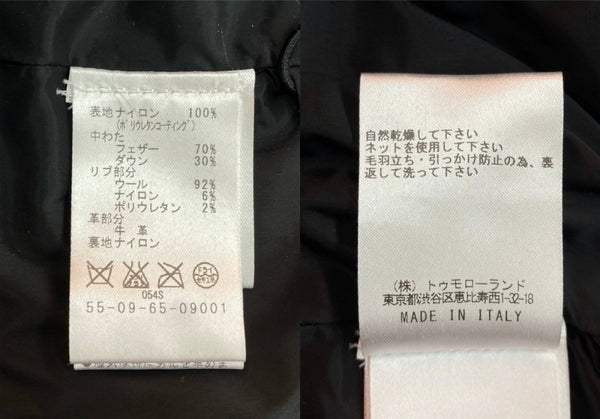 表地ナイロン 100%
(ポリウレタンコーティング)
中わた
フェザー 70%
ダウン 30%
リブ部分
ウール 92%
ナイロン 6%
ポリウレタン 2%
革部分
牛革
裏地ナイロン
ドライ
セキユ系
054S
55-09-65-09001
自然乾燥して下さい
ネットを使用して下さい
毛羽立ち・引っかけ防止の為、裏
返して洗って下さい
(株) トゥモローランド
東京都渋谷区恵比寿西1-32-18
MADE IN ITALY